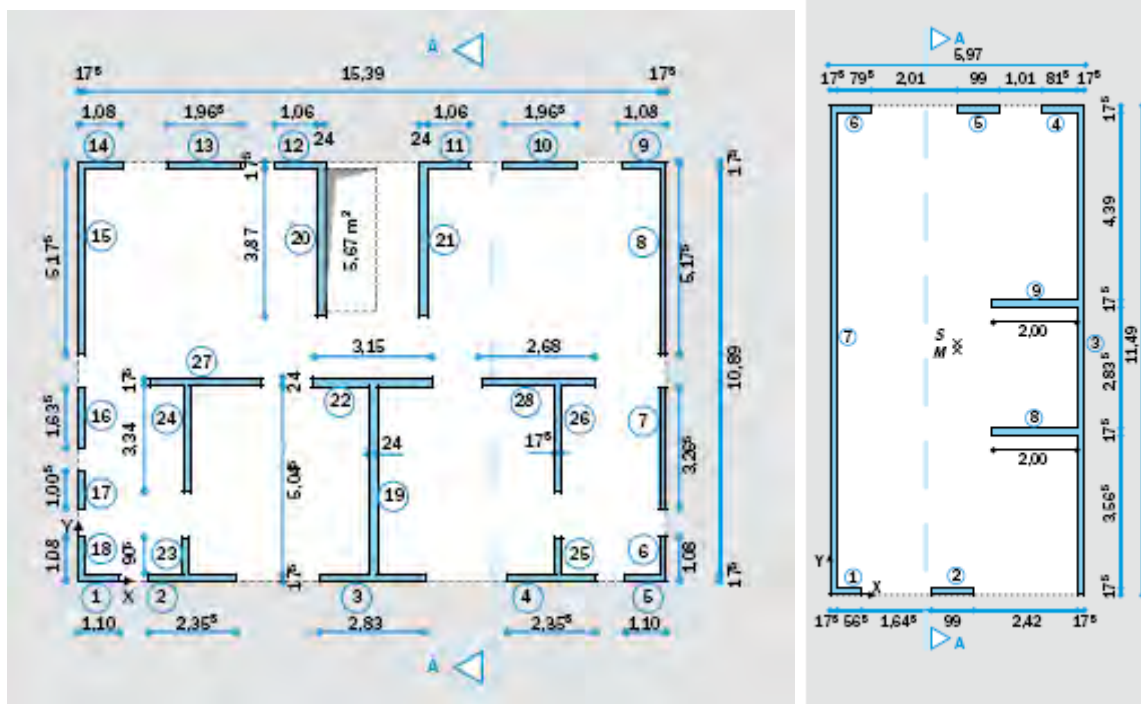 A
17⁵ 15,39 17⁵
1,08 1,96⁵ 1,06 1,06 1,96⁵ 1,08
24 24
14 13 12 11 10 9
17⁵ 17⁵ 17⁵
15 3,87 20 5,67 m² 21 8
5,17⁵ 5,17⁵
3,15 2,68
10,89
27
17⁵ 24
22 28
16 24 26 7
1,63⁵ 3,34 24 17⁵ 3,26⁵
17 5,04⁵ 19
1,00⁵
Y
1,08 18 90⁵ 23 25 6 1,08
17⁵ 17⁵
X
1 2 3 4 5
1,10 2,35⁵ 2,83 2,35⁵ 1,10
A
A
5,97
17⁵ 79⁵ 2,01 99 1,01 81⁵ 17⁵
6 5 4 17⁵
4,39
9 17⁵
7 S 2,00 3
M
2,83⁵ 11,49
8 17⁵
2,00
3,56⁵
Y
1 X 2 17⁵
17⁵ 56⁵ 1,64⁵ 99 2,42 17⁵
A